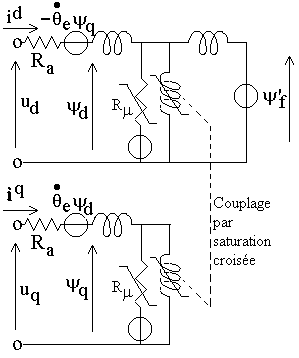 i^d -θ̇_e ψ_q
R_a
u_d ψ_d R_μ ψ'_f
Couplage
par
saturation
croisée
i^q θ̇_e ψ_d
R_a
u_q ψ_q R_μ